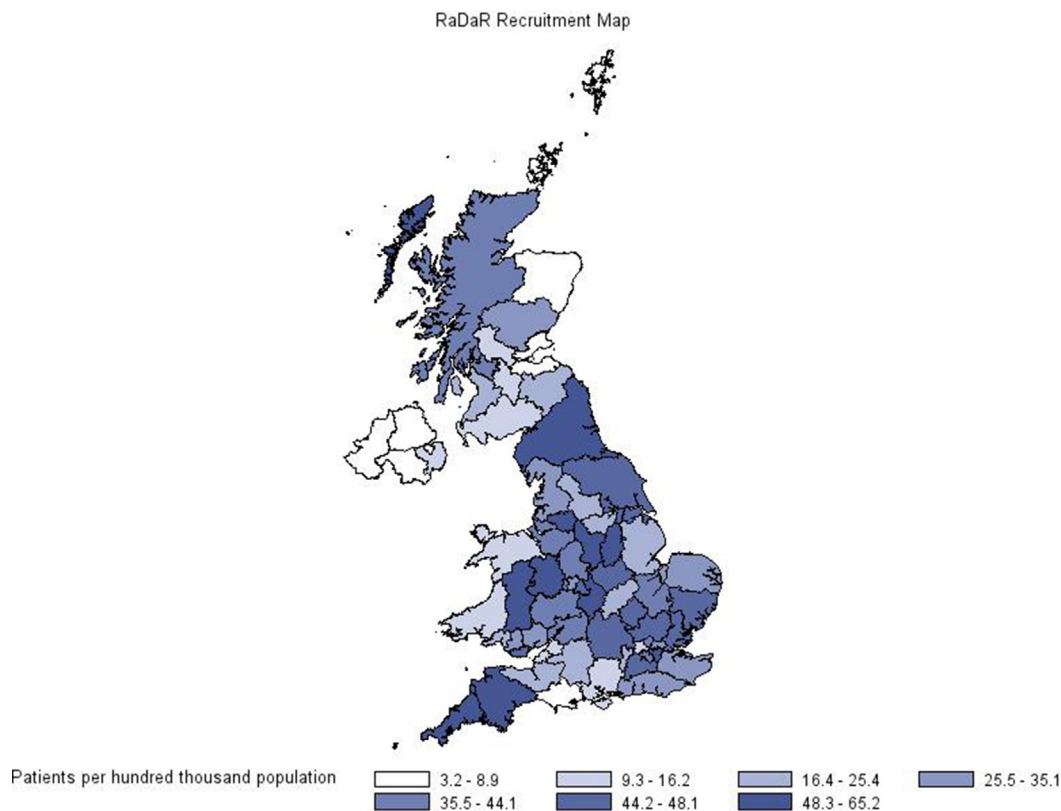 RaDaR Recruitment Map
Patients per hundred thousand population 3.2 - 8.9 9.3 - 16.2 16.4 - 25.4 25.5 - 35.1
35.5 - 44.1 44.2 - 48.1 48.3 - 65.2